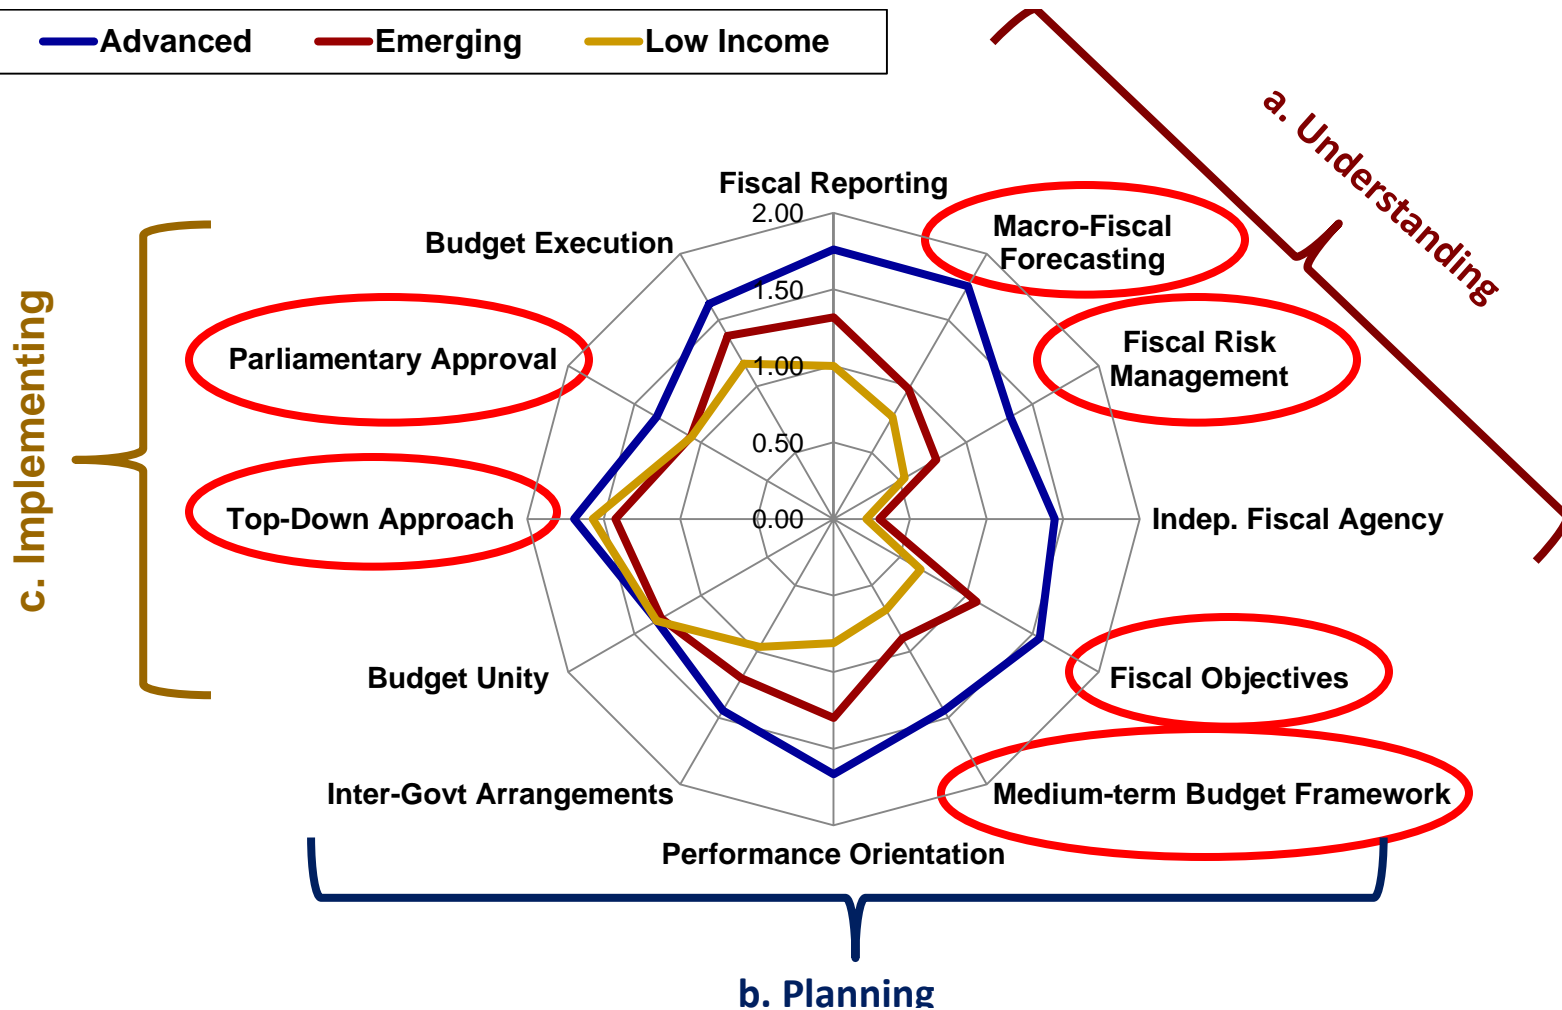 Advanced Emerging Low Income
a. Understanding
Fiscal Reporting
Macro-Fiscal
Forecasting
Budget Execution
2.00
1.50
1.00
0.50
0.00
Fiscal Risk
Management
Parliamentary Approval
Indep. Fiscal Agency
Top-Down Approach
c. Implementing
Fiscal Objectives
Budget Unity
Medium-term Budget Framework
Inter-Govt Arrangements
Performance Orientation
b. Planning